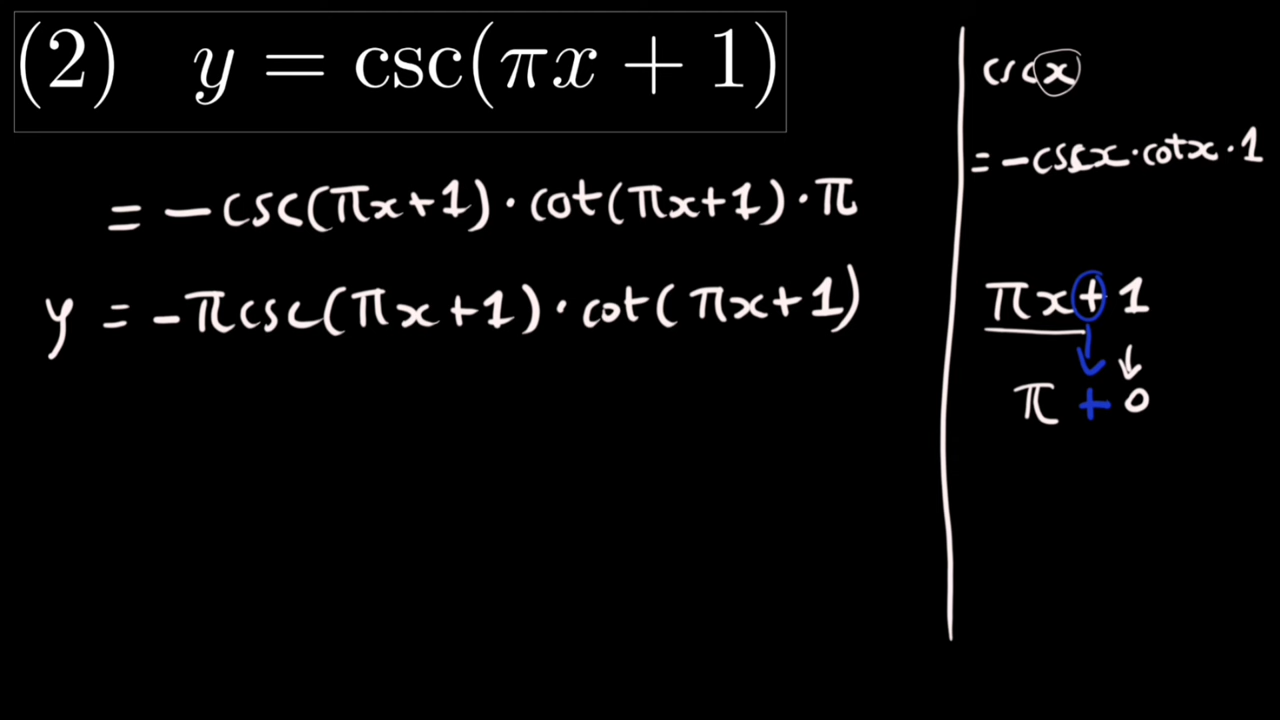 (2) y = csc(πx + 1)
= -csc(πx+1)·cot(πx+1)·π
y = -πcsc(πx+1)·cot(πx+1)
cscx
= -cscx·cotx·1
πx+1
π + 0